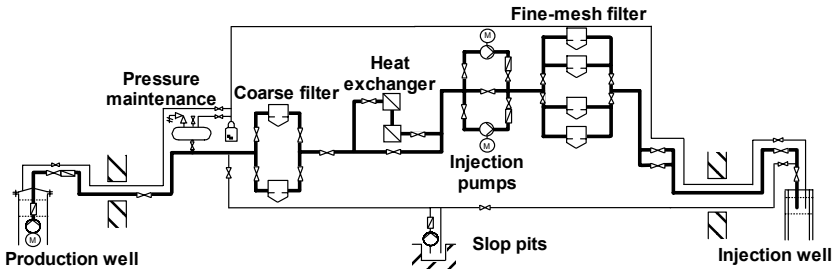 Fine-mesh filter
M
Heat
exchanger
Pressure
maintenance
Coarse filter
M
Injection
pumps
M
Production well
Slop pits
Injection well